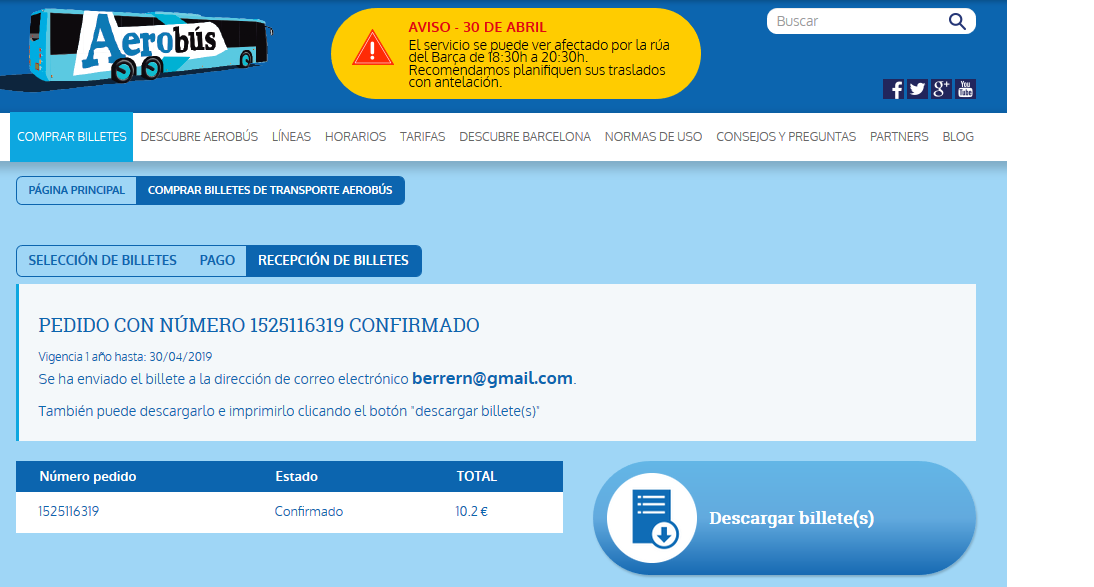 Aerobús
AVISO - 30 DE ABRIL
El servicio se puede ver afectado por la rúa
del Barça de 18:30h a 20:30h.
Recomendamos planifiquen sus traslados
con antelación.
Buscar
f g+ You Tube
COMPRAR BILLETES DESCUBRE AEROBÚS LÍNEAS HORARIOS TARIFAS DESCUBRE BARCELONA NORMAS DE USO CONSEJOS Y PREGUNTAS PARTNERS BLOG
PÁGINA PRINCIPAL COMPRAR BILLETES DE TRANSPORTE AEROBÚS
SELECCIÓN DE BILLETES PAGO RECEPCIÓN DE BILLETES
PEDIDO CON NÚMERO 1525116319 CONFIRMADO
Vigencia 1 año hasta: 30/04/2019
Se ha enviado el billete a la dirección de correo electrónico berrern@gmail.com.
También puede descargarlo e imprimirlo clicando el botón "descargar billete(s)"
Número pedido Estado TOTAL
1525116319 Confirmado 10.2 €
Descargar billete(s)